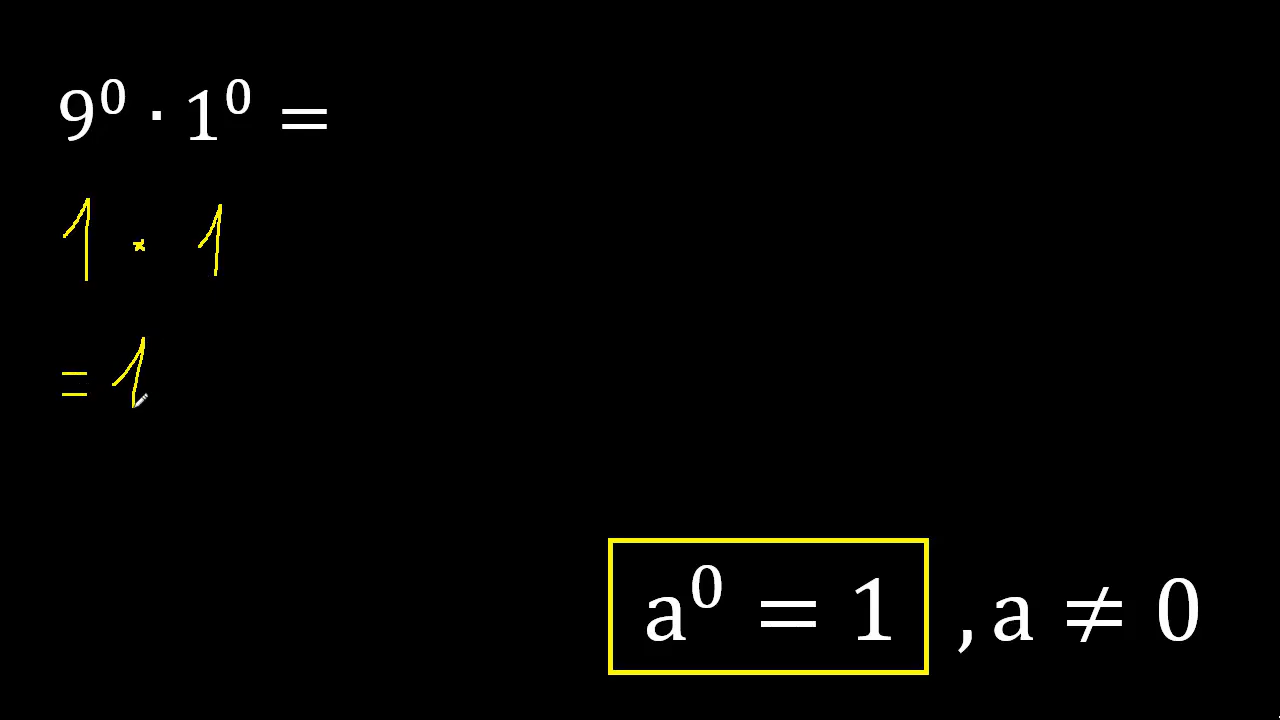 9⁰ · 1⁰ =
1 · 1
= 1
a⁰ = 1 , a ≠ 0